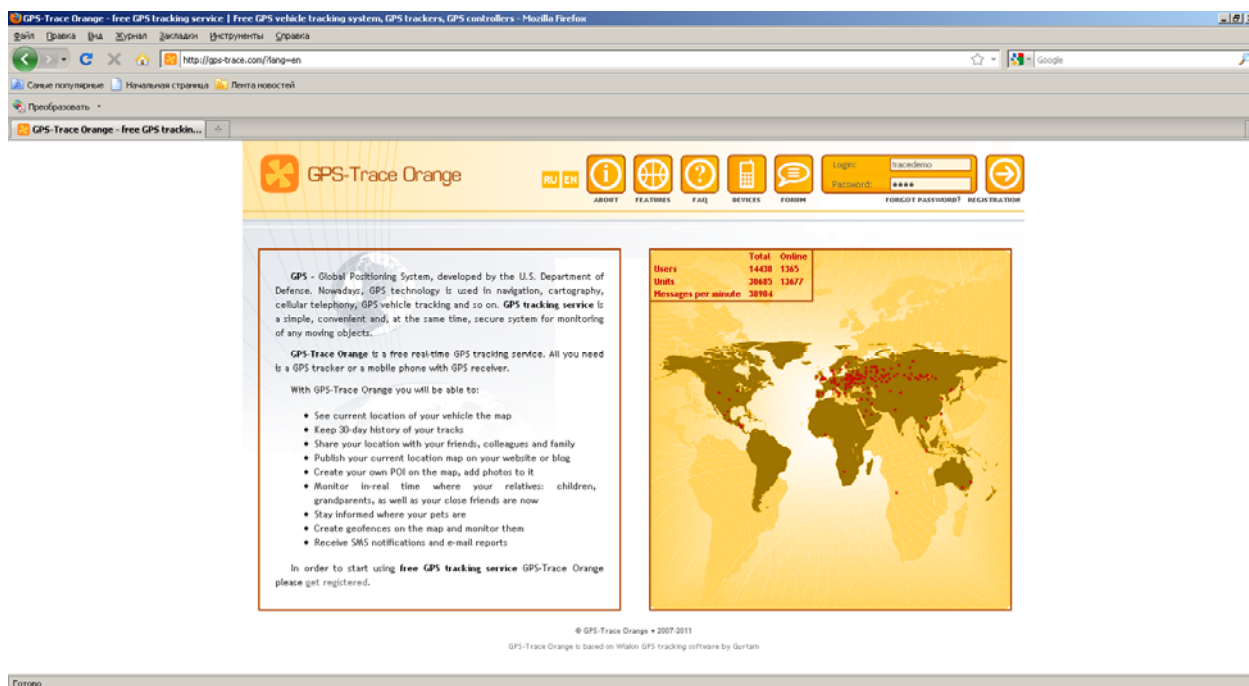 GPS-Trace Orange - free GPS tracking service | Free GPS vehicle tracking system, GPS trackers, GPS controllers - Mozilla Firefox
Файл Правка Вид Журнал Закладки Инструменты Справка
http://gps-trace.com/?lang=en
Google
Самые популярные Начальная страница Лента новостей
Преобразовать
GPS-Trace Orange - free GPS trackin...
GPS-Trace Orange
RU EN
ABOUT FEATURES FAQ DEVICES FORUM
Login: tracedemo
Password: ••••
FORGOT PASSWORD? REGISTRATION
GPS - Global Positioning System, developed by the U.S. Department of
Defense. Nowadays, GPS technology is used in navigation, cartography,
cellular telephony, GPS vehicle tracking and so on. GPS tracking service is
a simple, convenient and, at the same time, secure system for monitoring
of any moving objects.
GPS-Trace Orange is a free real-time GPS tracking service. All you need
is a GPS tracker or a mobile phone with GPS receiver.
With GPS-Trace Orange you will be able to:
• See current location of your vehicle the map
• Keep 30-day history of your tracks
• Share your location with your friends, colleagues and family
• Publish your current location map on your website or blog
• Create your own POI on the map, add photos to it
• Monitor in-real time where your relatives: children,
grandparents, as well as your close friends are now
• Stay informed where your pets are
• Create geofences on the map and monitor them
• Receive SMS notifications and e-mail reports
In order to start using free GPS tracking service GPS-Trace Orange
please get registered.
Total Online
Users 14438 1365
Units 30685 13677
Messages per minute 38904
© GPS-Trace Orange • 2007-2011
GPS-Trace Orange is based on Wialon GPS tracking software by Gurtam
Готово